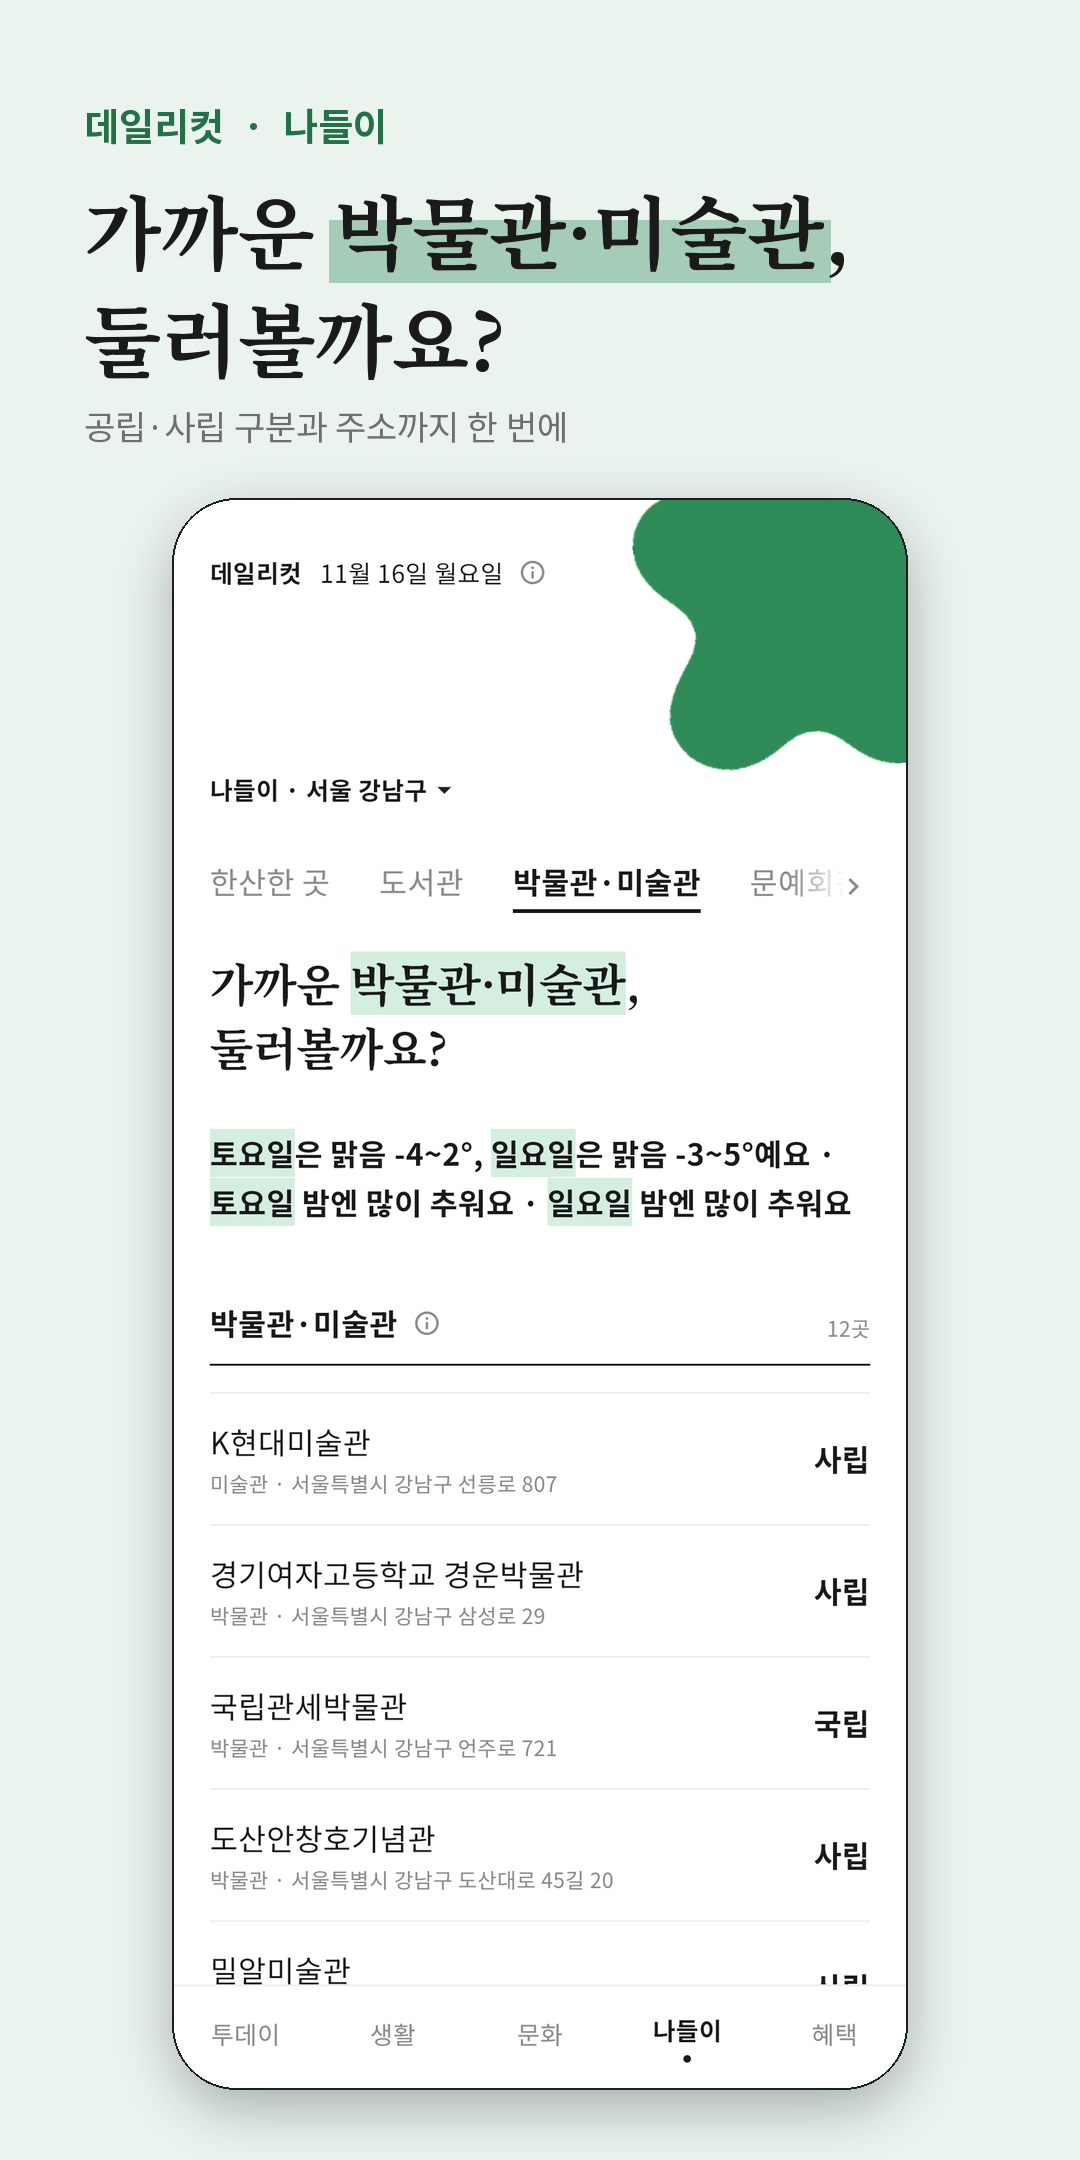 데일리컷 · 나들이
가까운 박물관·미술관,
둘러볼까요?
공립·사립 구분과 주소까지 한 번에
데일리컷 11월 16일 월요일
나들이 · 서울 강남구
한산한 곳 도서관 박물관·미술관 문예회
가까운 박물관·미술관,
둘러볼까요?
토요일은 맑음 -4~2°, 일요일은 맑음 -3~5°예요 ·
토요일 밤엔 많이 추워요 · 일요일 밤엔 많이 추워요
박물관·미술관 12곳
K현대미술관
미술관 · 서울특별시 강남구 선릉로 807
사립
경기여자고등학교 경운박물관
박물관 · 서울특별시 강남구 삼성로 29
사립
국립관세박물관
박물관 · 서울특별시 강남구 언주로 721
국립
도산안창호기념관
박물관 · 서울특별시 강남구 도산대로 45길 20
사립
밀알미술관
투데이 생활 문화 나들이 혜택